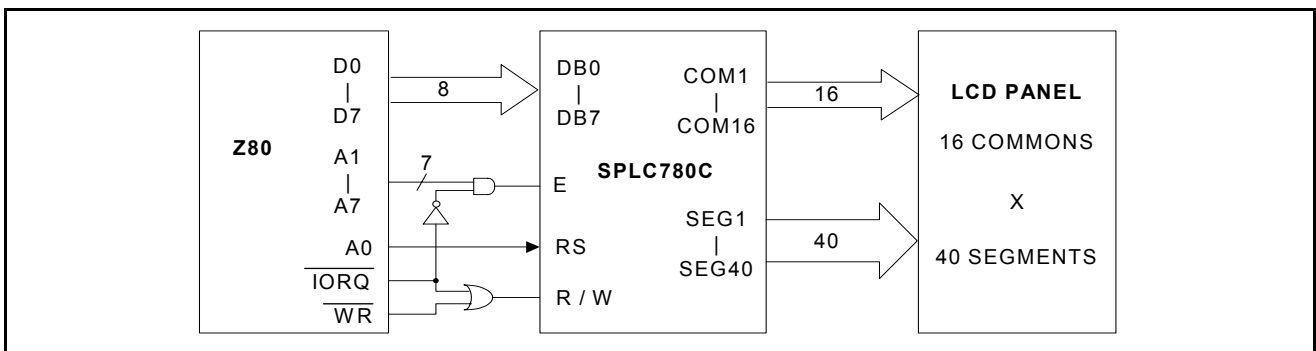 Z80
D0
|
D7
A1
|
A7
A0
IORQ
WR
8
7
DB0
|
DB7
E
RS
R / W
SPLC780C
COM1
|
COM16
SEG1
|
SEG40
16
40
LCD PANEL
16 COMMONS
X
40 SEGMENTS